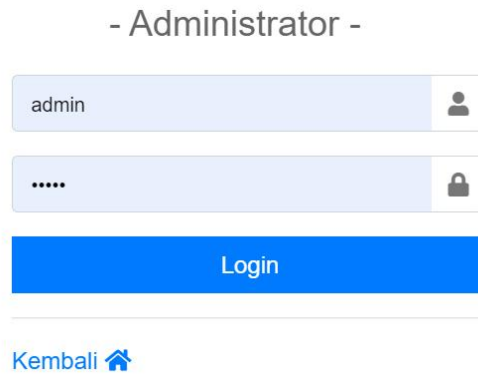 - Administrator -
admin
•••••
Login
Kembali